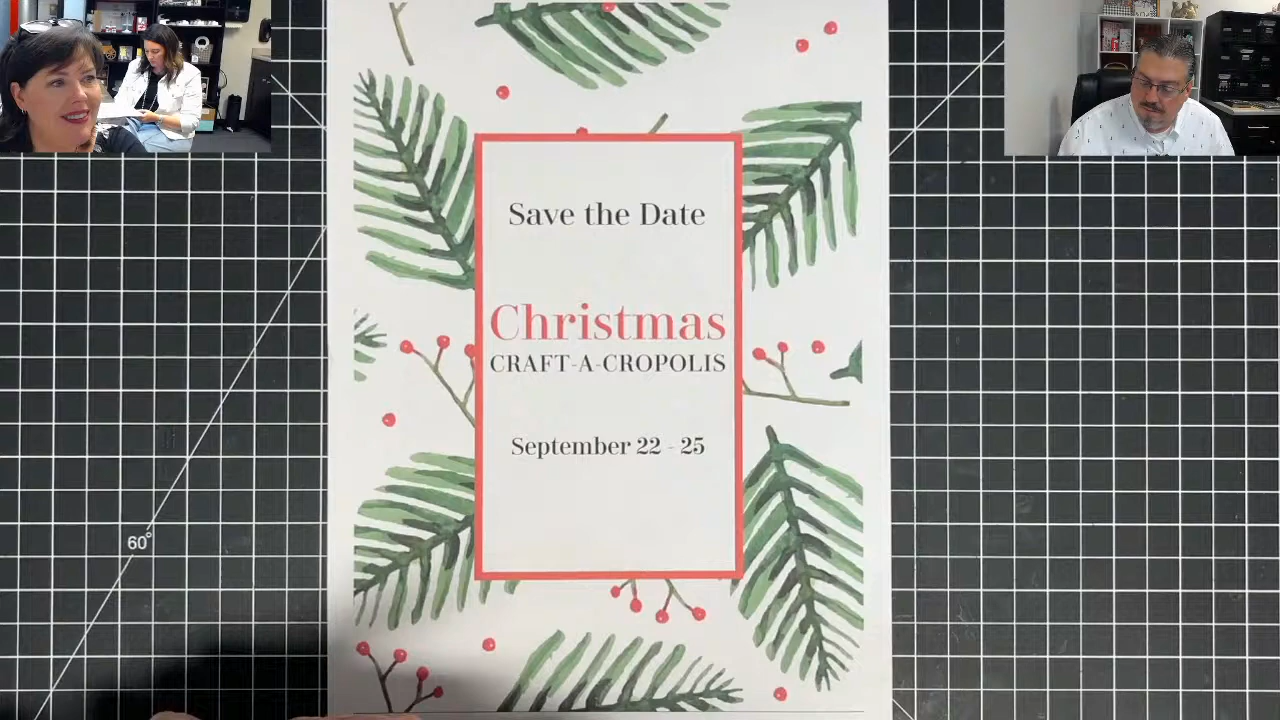 Save the Date
Christmas
CRAFT-A-CROPOLIS
September 22 - 25
60°